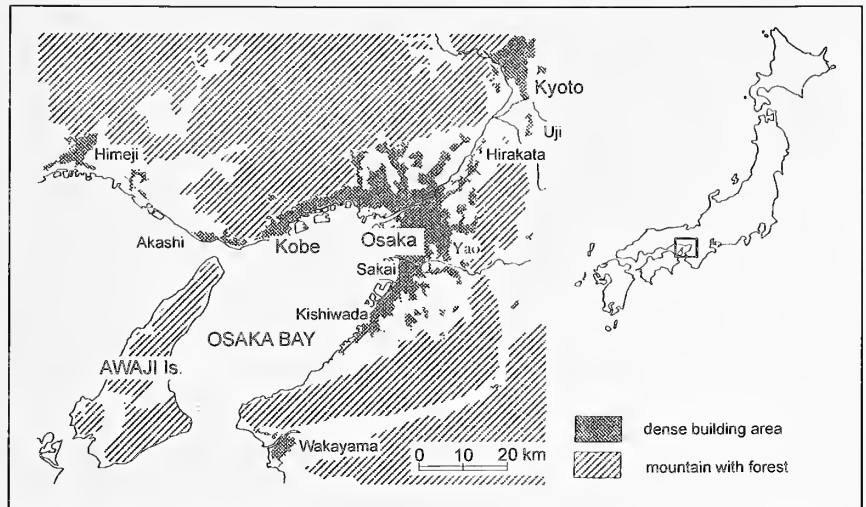 Kyoto
Uji
Himeji
Hirakata
Akashi
Kobe
Osaka
Yao
Sakai
Kishiwada
OSAKA BAY
AWAJI Is.
Wakayama
0 10 20 km
dense building area
mountain with forest